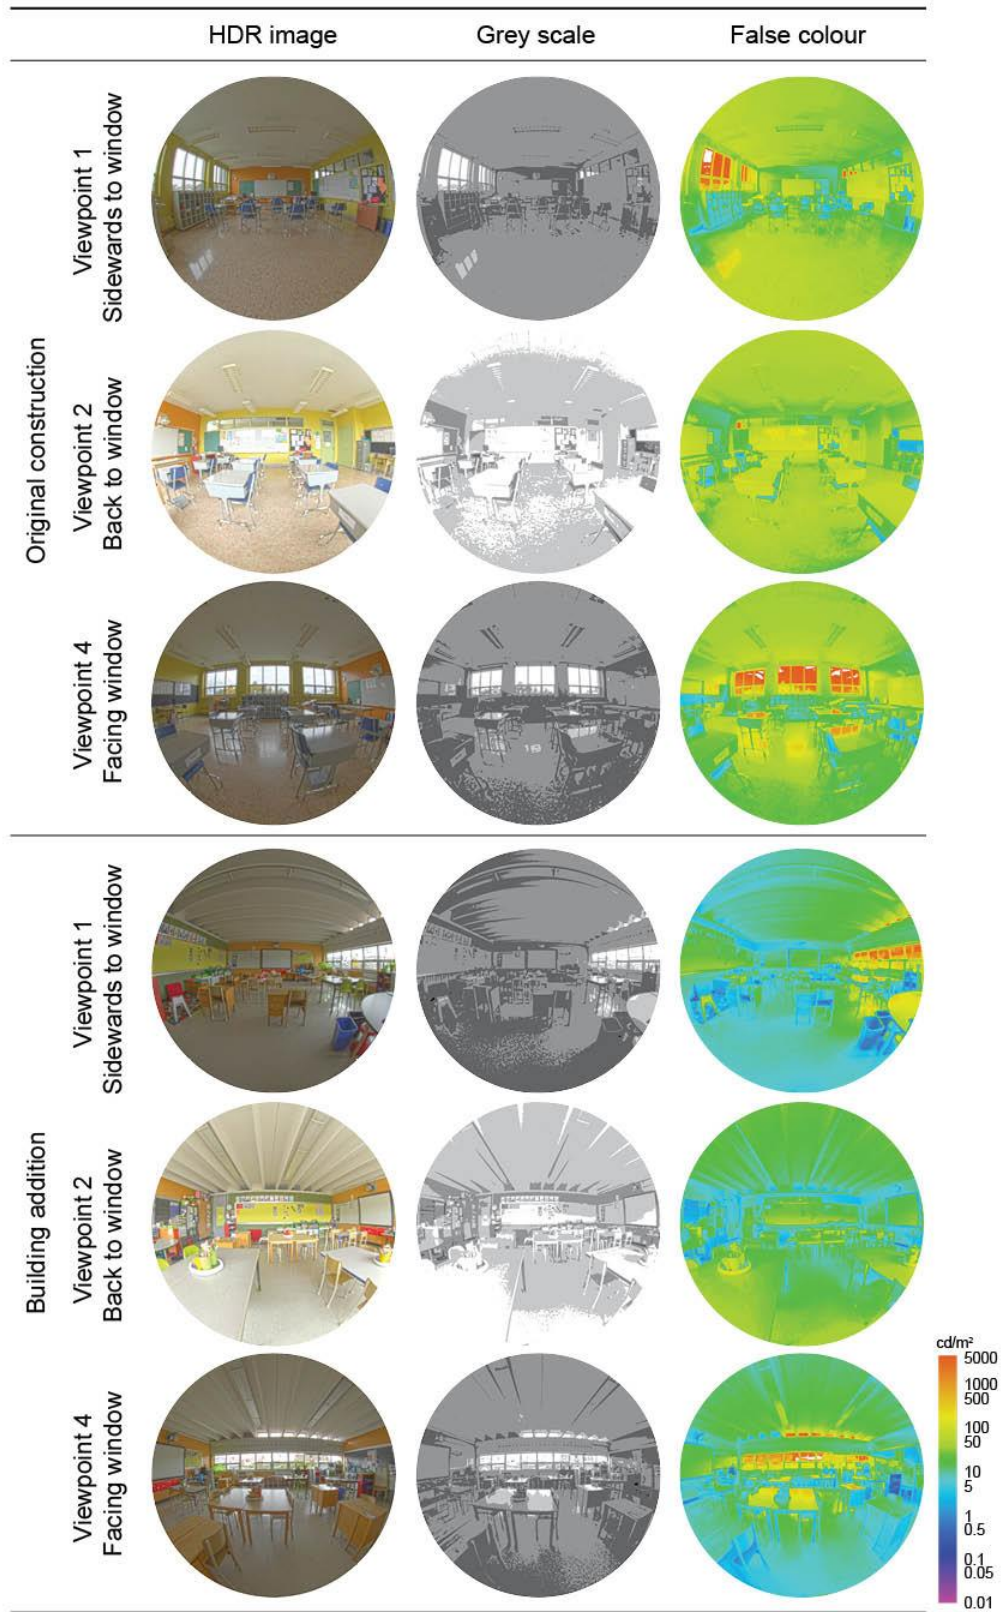 HDR image
Grey scale
False colour
Original construction
Viewpoint 1
Sidewards to window
Viewpoint 2
Back to window
Viewpoint 4
Facing window
Building addition
Viewpoint 1
Sidewards to window
Viewpoint 2
Back to window
Viewpoint 4
Facing window
cd/m²
5000
1000
500
100
50
10
5
1
0.5
0.1
0.05
0.01